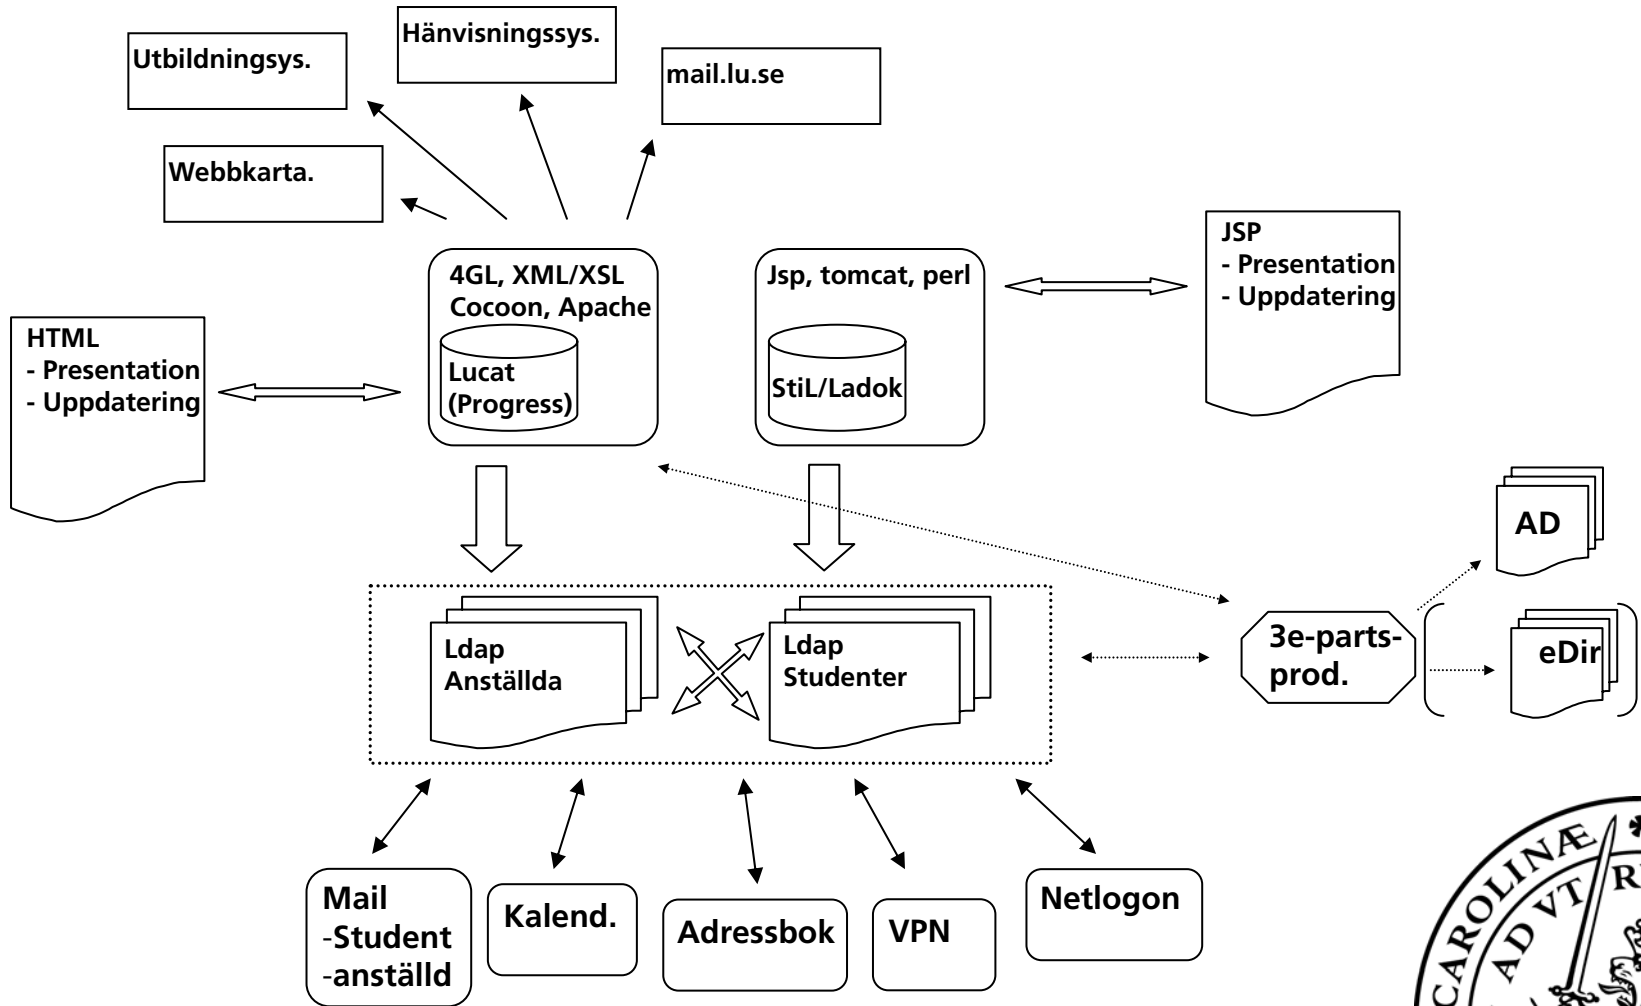 Hänvisningssys.
Utbildningsys.
mail.lu.se
Webbkarta.
4GL, XML/XSL
Cocoon, Apache
Lucat
(Progress)
Jsp, tomcat, perl
StiL/Ladok
JSP
- Presentation
- Uppdatering
HTML
- Presentation
- Uppdatering
AD
Ldap
Anställda
Ldap
Studenter
3e-parts-
prod.
eDir
Mail
-Student
-anställd
Kalend.
Adressbok
VPN
Netlogon
CAROLINÆ
AD VT R